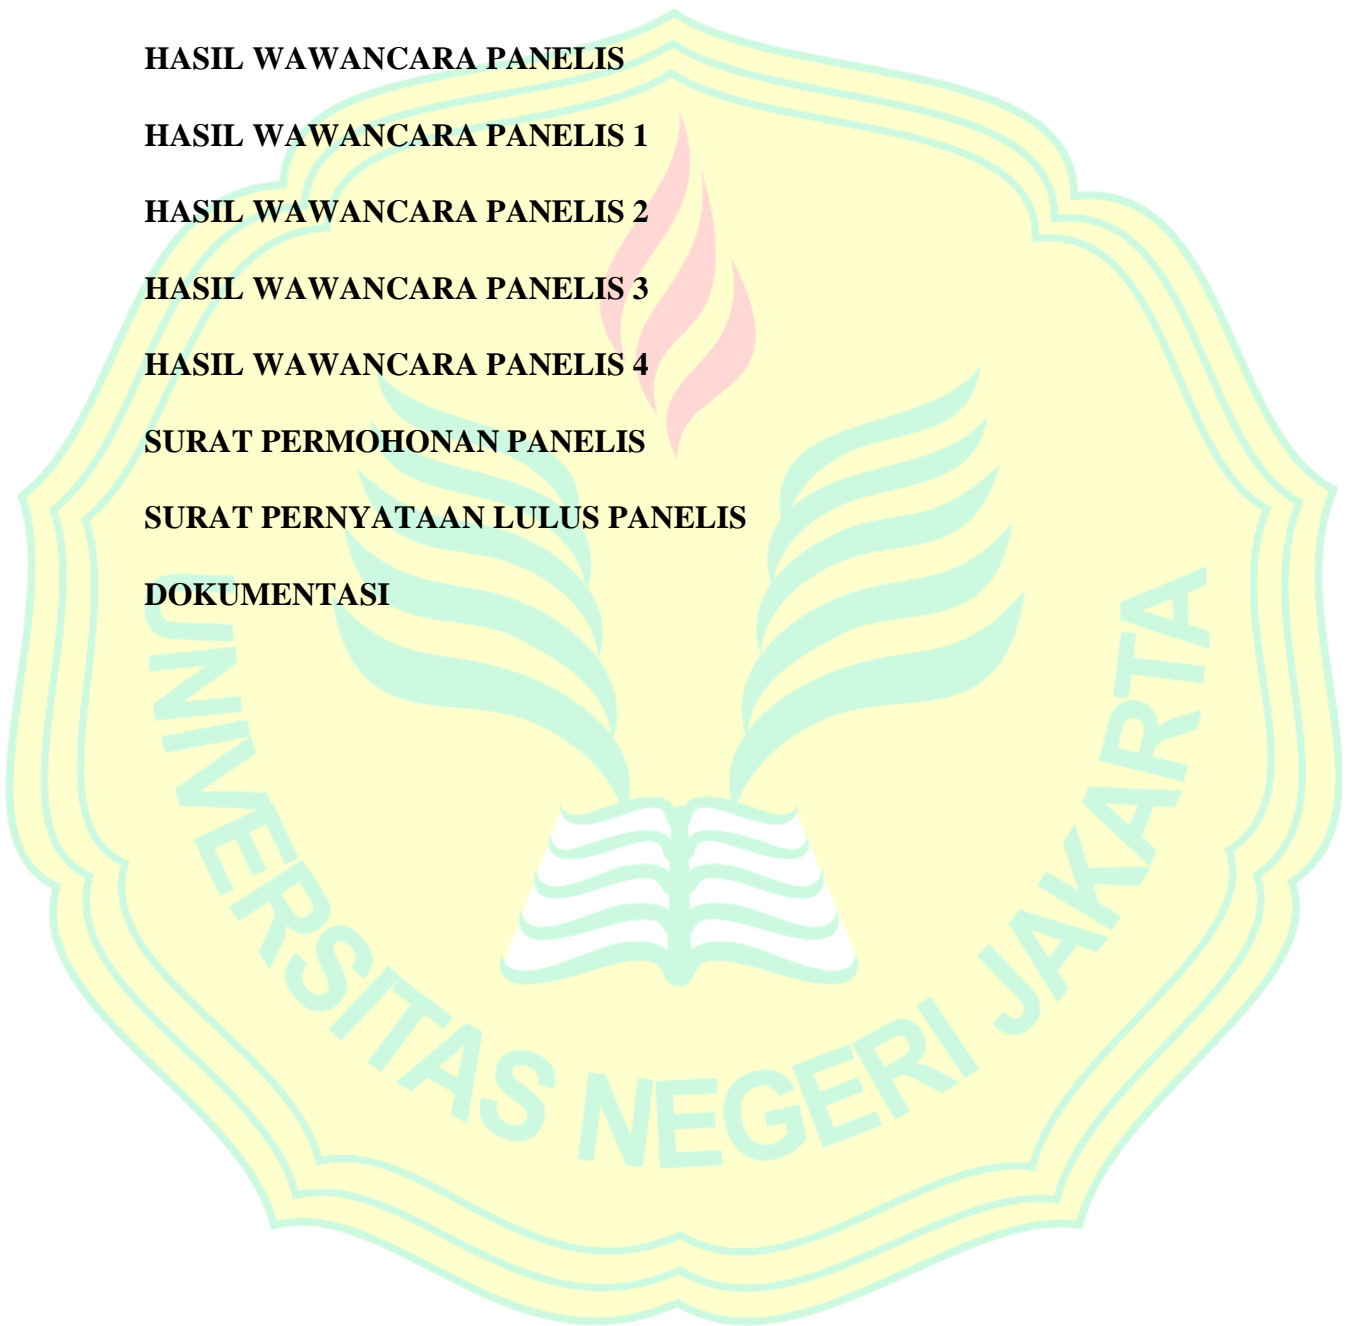 HASIL WAWANCARA PANELIS
HASIL WAWANCARA PANELIS 1
HASIL WAWANCARA PANELIS 2
HASIL WAWANCARA PANELIS 3
HASIL WAWANCARA PANELIS 4
SURAT PERMOHONAN PANELIS
SURAT PERNYATAAN LULUS PANELIS
DOKUMENTASI
UNIVERSITAS NEGERI JAKARTA